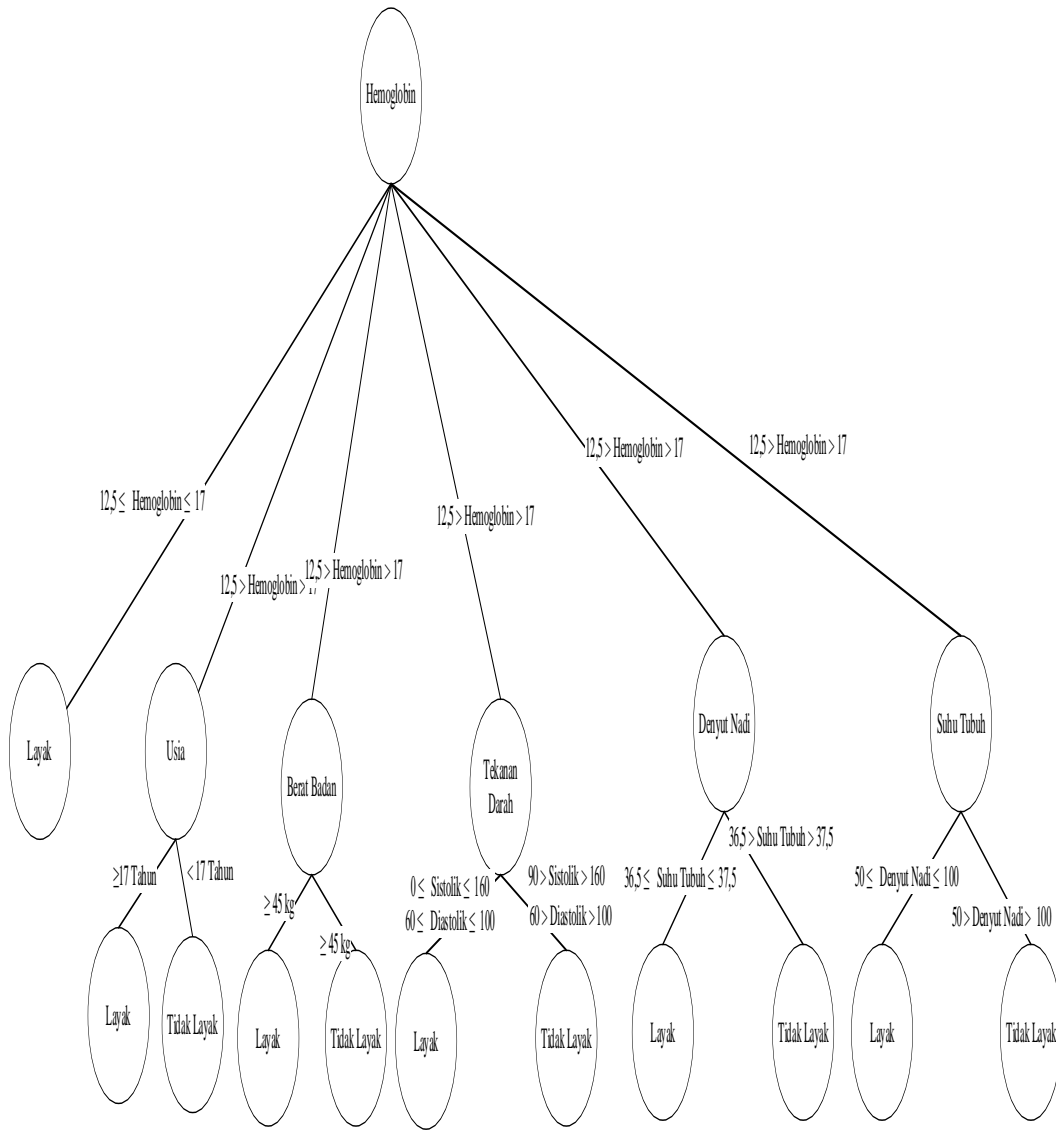 Hemoglobin
12,5 > Hemoglobin > 17
12,5 > Hemoglobin > 17
12,5 ≤ Hemoglobin ≤ 17
12,5 > Hemoglobin > 17
12,5 > Hemoglobin > 17
12,5 > Hemoglobin > 17
Layak
Usia
Berat Badan
Tekanan
Darah
Denyut Nadi
Suhu Tubuh
≥17 Tahun
< 17 Tahun
≥ 45 kg
≥ 45 kg
0 ≤ Sistolik ≤ 160
60 ≤ Diastolik ≤ 100
90 > Sistolik > 160
60 > Diastolik > 100
36,5 ≤ Suhu Tubuh ≤ 37,5
36,5 > Suhu Tubuh > 37,5
50 ≤ Denyut Nadi ≤ 100
50 > Denyut Nadi > 100
Layak
Tidak Layak
Layak
Tidak Layak
Layak
Tidak Layak
Layak
Tidak Layak
Layak
Tidak Layak